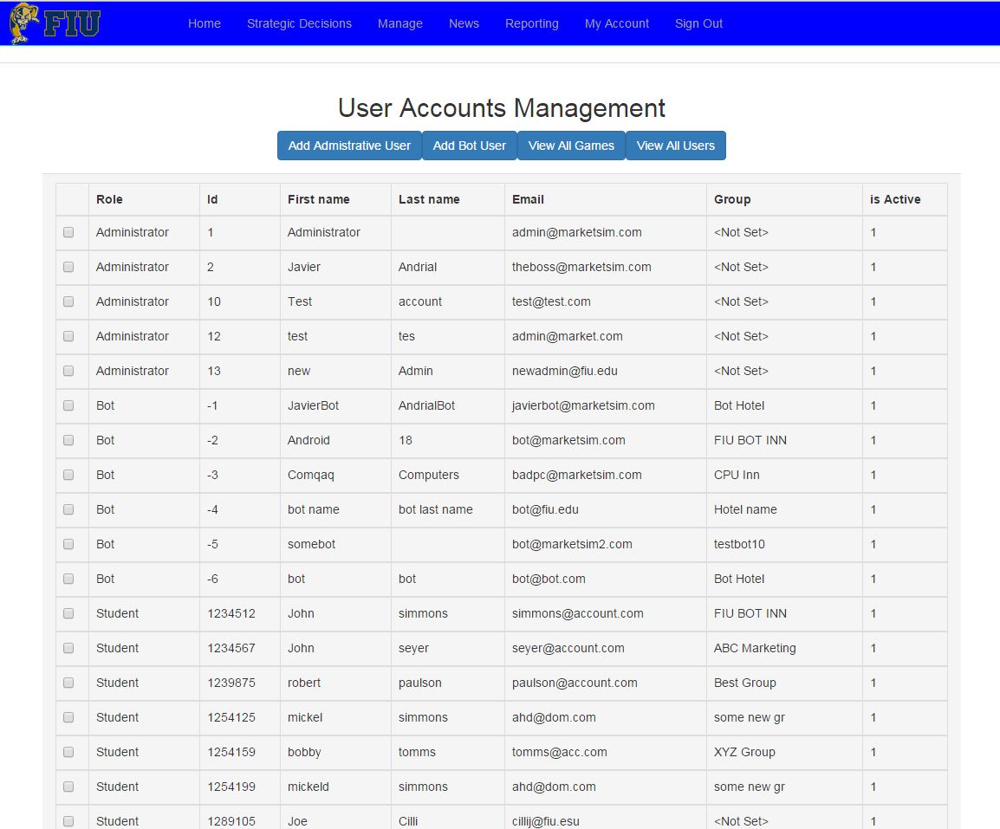 FIU
Home Strategic Decisions Manage News Reporting My Account Sign Out
User Accounts Management
Add Admistrative User Add Bot User View All Games View All Users
Role Id First name Last name Email Group is Active
Administrator 1 Administrator admin@marketsim.com <Not Set> 1
Administrator 2 Javier Andrial theboss@marketsim.com <Not Set> 1
Administrator 10 Test account test@test.com <Not Set> 1
Administrator 12 test tes admin@market.com <Not Set> 1
Administrator 13 new Admin newadmin@fiu.edu <Not Set> 1
Bot -1 JavierBot AndrialBot javierbot@marketsim.com Bot Hotel 1
Bot -2 Android 18 bot@marketsim.com FIU BOT INN 1
Bot -3 Comqaq Computers badpc@marketsim.com CPU Inn 1
Bot -4 bot name bot last name bot@fiu.edu Hotel name 1
Bot -5 somebot bot@marketsim2.com testbot10 1
Bot -6 bot bot bot@bot.com Bot Hotel 1
Student 1234512 John simmons simmons@account.com FIU BOT INN 1
Student 1234567 John seyer seyer@account.com ABC Marketing 1
Student 1239875 robert paulson paulson@account.com Best Group 1
Student 1254125 mickel simmons ahd@dom.com some new gr 1
Student 1254159 bobby tomms tomms@acc.com XYZ Group 1
Student 1254199 mickeld simmons ahd@dom.com some new gr 1
Student 1289105 Joe Cilli cillij@fiu.esu <Not Set> 1